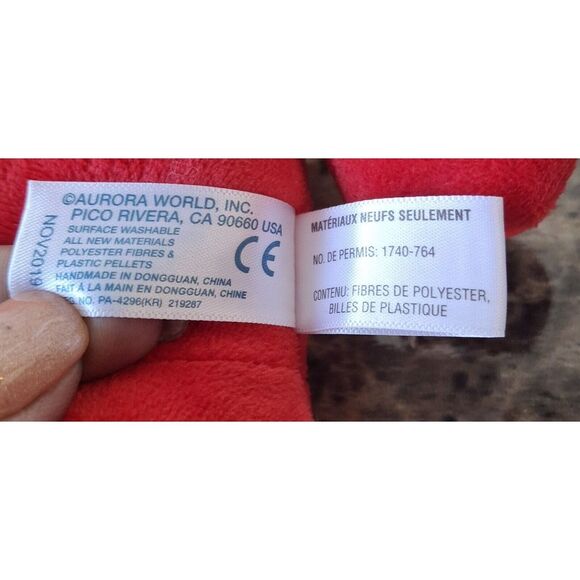 ©AURORA WORLD, INC.
PICO RIVERA, CA 90660 USA
SURFACE WASHABLE
ALL NEW MATERIALS
POLYESTER FIBRES &
PLASTIC PELLETS
HANDMADE IN DONGGUAN, CHINA
FAIT À LA MAIN EN DONGGUAN, CHINE
NO. PA-4296(KR) 219287
CE
NOV2019
MATÉRIAUX NEUFS SEULEMENT
NO. DE PERMIS: 1740-764
CONTENU: FIBRES DE POLYESTER,
BILLES DE PLASTIQUE